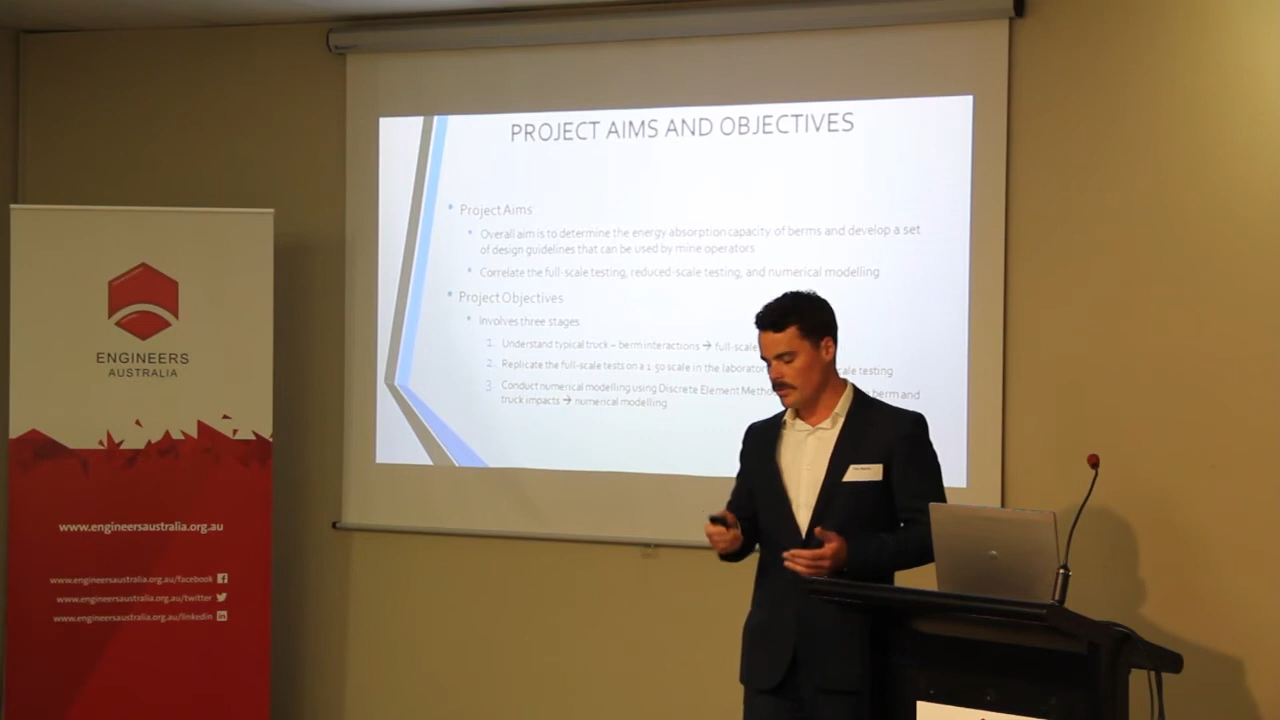 PROJECT AIMS AND OBJECTIVES
Project Aims
Overall aim is to determine the energy absorption capacity of berms and develop a set
of design guidelines that can be used by mine operators
Correlate the full-scale testing, reduced-scale testing, and numerical modelling
Project Objectives
Involves three stages
1. Understand typical truck – berm interactions → full-scale
2. Replicate the full-scale tests on a 1:50 scale in the laborator cale testing
3. Conduct numerical modelling using Discrete Element Metho berm and
truck impacts → numerical modelling
ENGINEERS
AUSTRALIA
www.engineersaustralia.org.au
www.engineersaustralia.org.au/facebook
www.engineersaustralia.org.au/twitter
www.engineersaustralia.org.au/linkedin